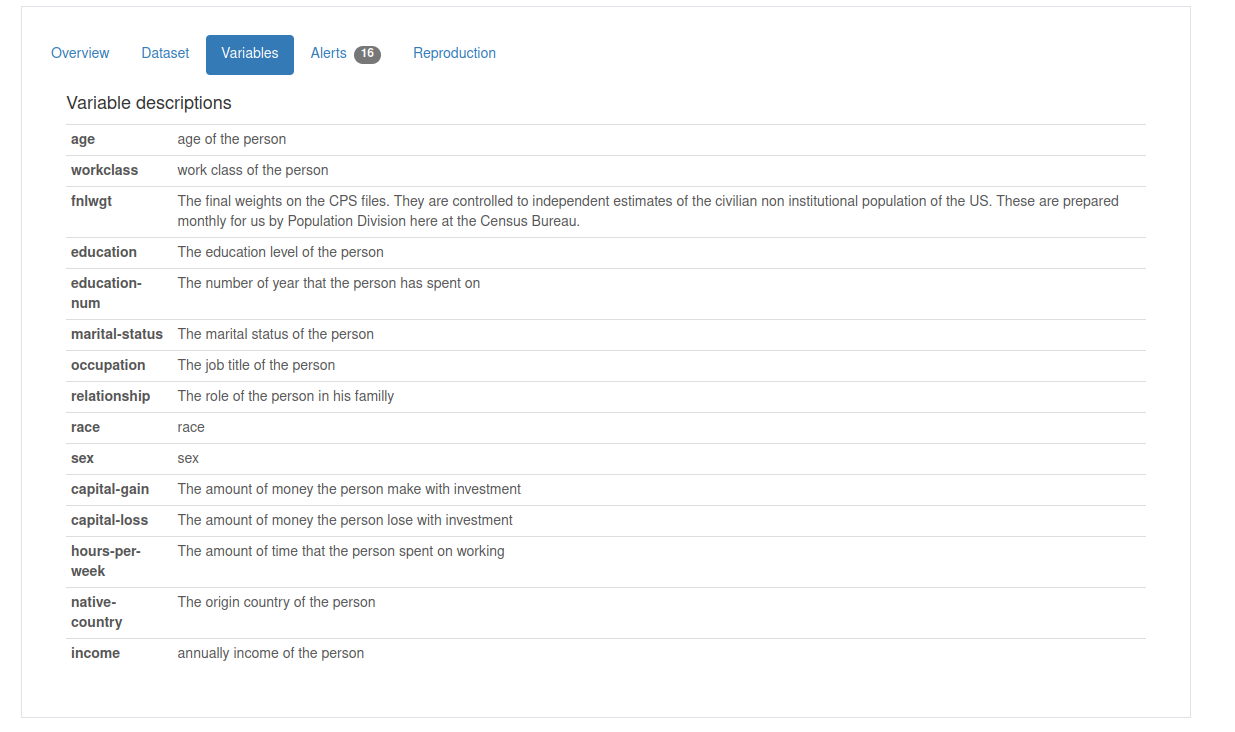 Overview Dataset Variables Alerts 16 Reproduction
Variable descriptions
age age of the person
workclass work class of the person
fnlwgt The final weights on the CPS files. They are controlled to independent estimates of the civilian non institutional population of the US. These are prepared
monthly for us by Population Division here at the Census Bureau.
education The education level of the person
education- The number of year that the person has spent on
num
marital-status The marital status of the person
occupation The job title of the person
relationship The role of the person in his familly
race race
sex sex
capital-gain The amount of money the person make with investment
capital-loss The amount of money the person lose with investment
hours-per- The amount of time that the person spent on working
week
native- The origin country of the person
country
income annually income of the person